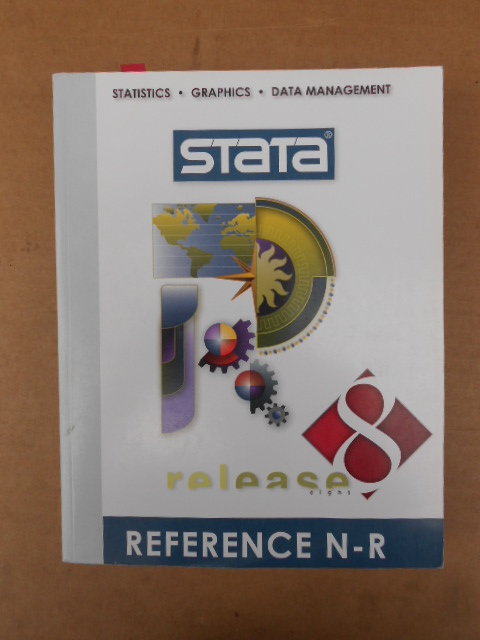 STATISTICS • GRAPHICS • DATA MANAGEMENT
STATA®
8
release
eight
REFERENCE N-R